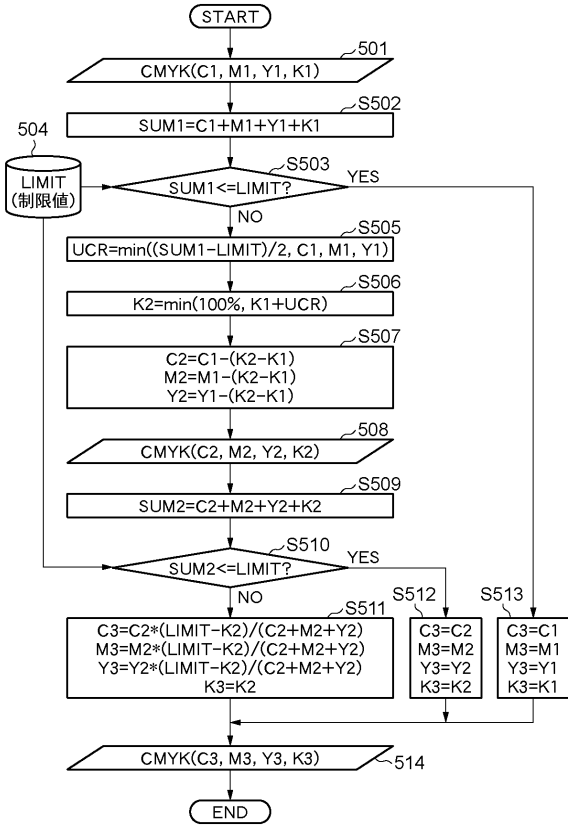 START
501
CMYK(C1, M1, Y1, K1)
S502
SUM1=C1+M1+Y1+K1
504
LIMIT
(制限値)
S503
SUM1<=LIMIT?
YES
NO
S505
UCR=min((SUM1-LIMIT)/2, C1, M1, Y1)
S506
K2=min(100%, K1+UCR)
S507
C2=C1-(K2-K1)
M2=M1-(K2-K1)
Y2=Y1-(K2-K1)
508
CMYK(C2, M2, Y2, K2)
S509
SUM2=C2+M2+Y2+K2
S510
SUM2<=LIMIT?
YES
NO
S511
C3=C2*(LIMIT-K2)/(C2+M2+Y2)
M3=M2*(LIMIT-K2)/(C2+M2+Y2)
Y3=Y2*(LIMIT-K2)/(C2+M2+Y2)
K3=K2
S512
C3=C2
M3=M2
Y3=Y2
K3=K2
S513
C3=C1
M3=M1
Y3=Y1
K3=K1
CMYK(C3, M3, Y3, K3)
514
END